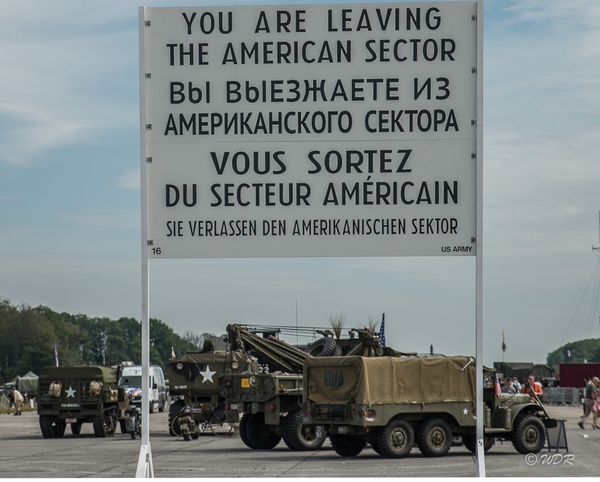 YOU ARE LEAVING
THE AMERICAN SECTOR
ВЫ ВЫЕЗЖАЕТЕ ИЗ
АМЕРИКАНСКОГО СЕКТОРА
VOUS SORTEZ
DU SECTEUR AMÉRICAIN
SIE VERLASSEN DEN AMERIKANISCHEN SEKTOR
16 US ARMY
© WDR